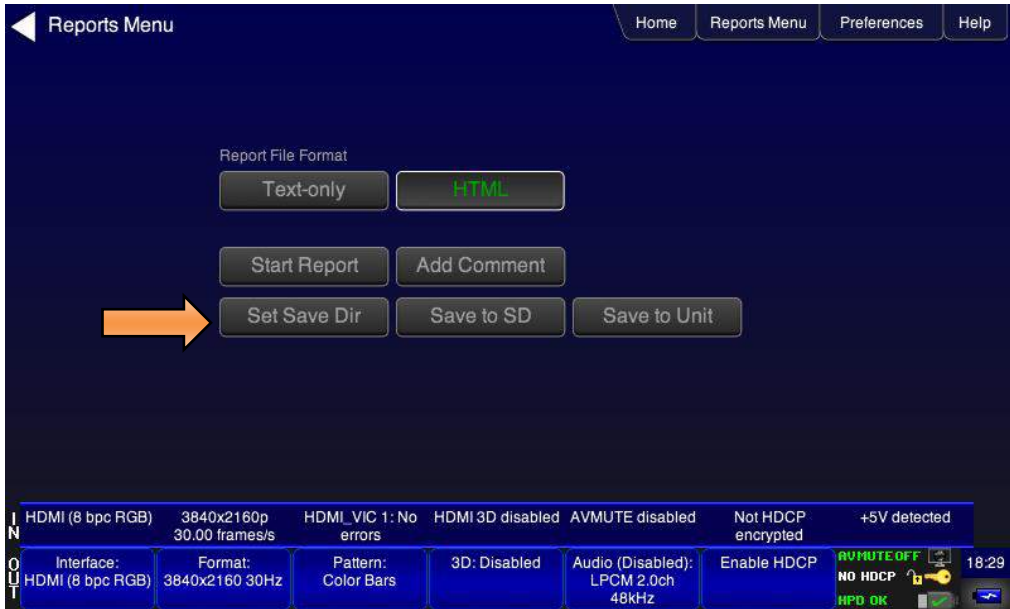 Reports Menu
Home
Reports Menu
Preferences
Help
Report File Format
Text-only
HTML
Start Report
Add Comment
Set Save Dir
Save to SD
Save to Unit
IN
HDMI (8 bpc RGB)
3840x2160p
30.00 frames/s
HDMI_VIC 1: No
errors
HDMI 3D disabled
AVMUTE disabled
Not HDCP
encrypted
+5V detected
OUT
Interface:
HDMI (8 bpc RGB)
Format:
3840x2160 30Hz
Pattern:
Color Bars
3D: Disabled
Audio (Disabled):
LPCM 2.0ch
48kHz
Enable HDCP
AVMUTE OFF
NO HDCP
HPD OK
18:29